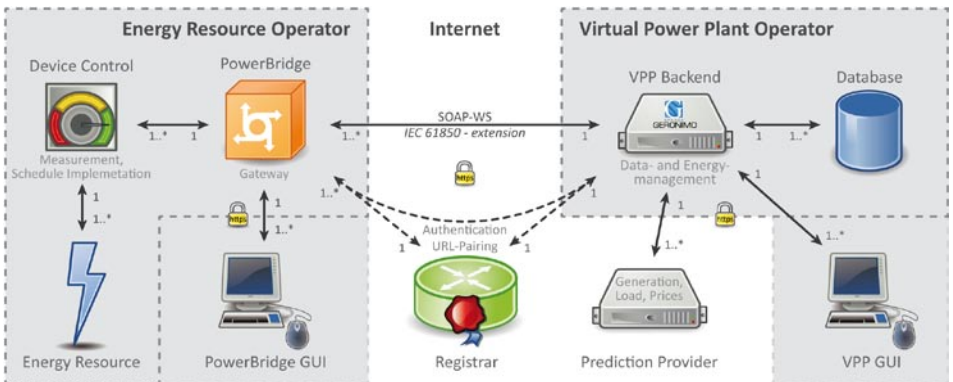 Energy Resource Operator
Internet
Virtual Power Plant Operator
Device Control
PowerBridge
VPP Backend
Database
GERONIMO
SOAP-WS
IEC 61850 - extension
1..*
1
1..*
1
1
1..*
Measurement,
Schedule Implemetation
Gateway
https
Data- and Energy-
management
1
1..*
https
1
1..*
1..*
1
1
1
https
1..*
1..*
Authentication
URL-Pairing
1
1
Generation,
Load, Prices
Energy Resource
PowerBridge GUI
Registrar
Prediction Provider
VPP GUI